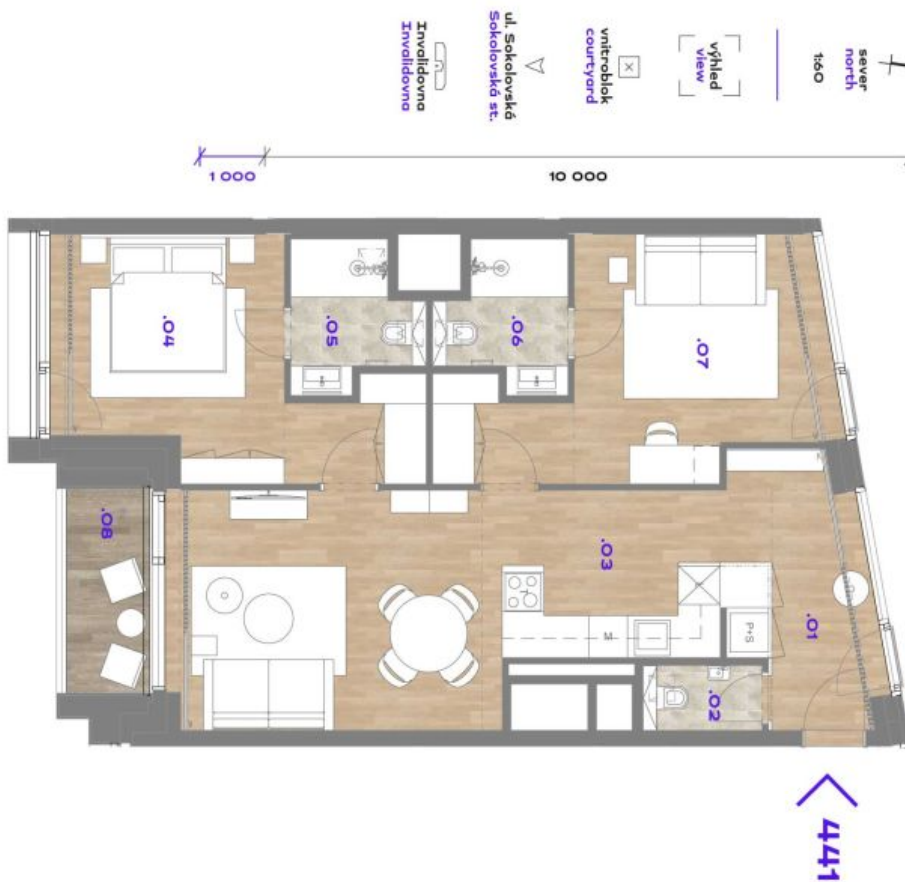 sever
north
1:60
výhled
view
vnitroblok
courtyard
ul. Sokolovská
Sokolovská st.
Invalidovna
Invalidovna
1 000
10 000
.04
.05
.06
.07
.08
.03
.01
.02
M
P+S
441